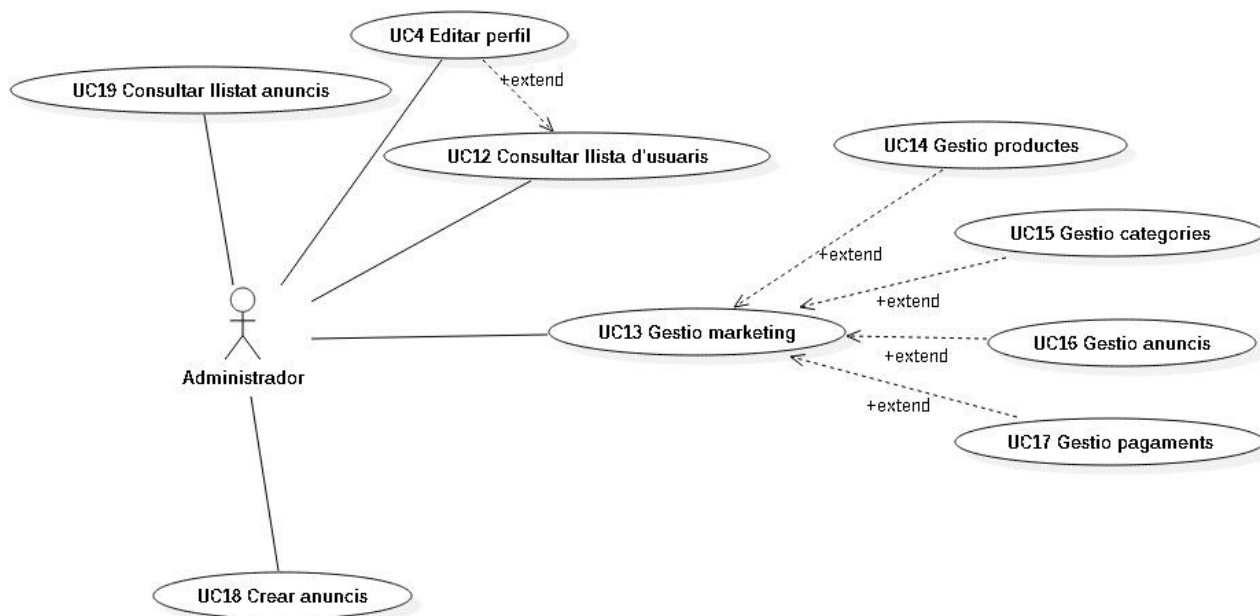 UC4 Editar perfil
+extend
UC19 Consultar llistat anuncis
UC12 Consultar llista d'usuaris
UC14 Gestio productes
UC15 Gestio categories
+extend
+extend
UC13 Gestio marketing
UC16 Gestio anuncis
+extend
Administrador
+extend
UC17 Gestio pagaments
UC18 Crear anuncis